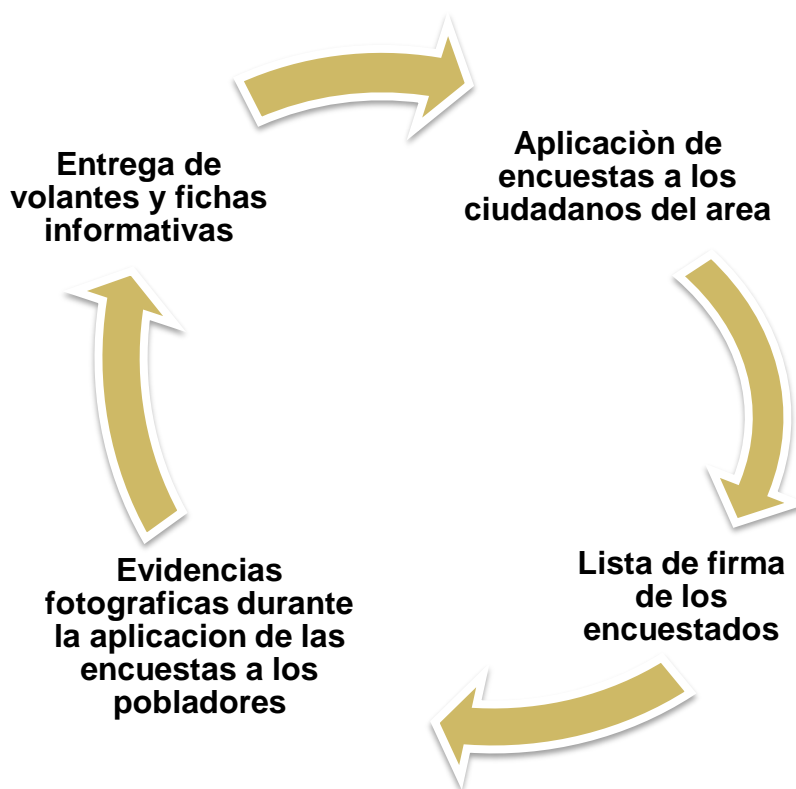 Entrega de
volantes y fichas
informativas
Aplicaciòn de
encuestas a los
ciudadanos del area
Lista de firma
de los
encuestados
Evidencias
fotograficas durante
la aplicacion de las
encuestas a los
pobladores